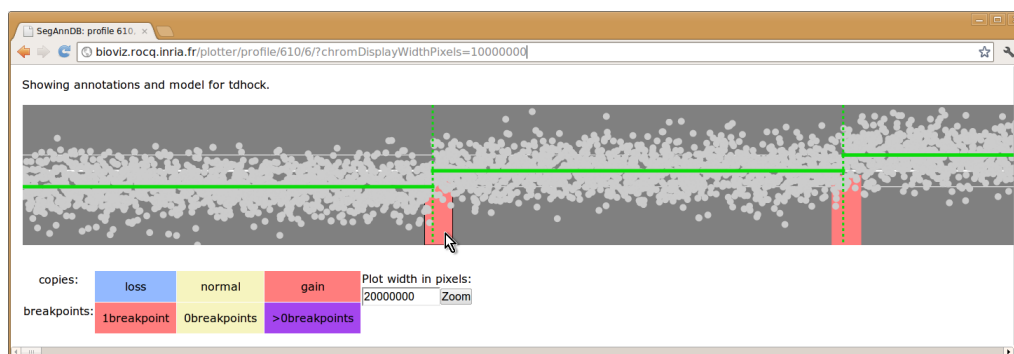 SegAnnDB: profile 610.
bioviz.rocq.inria.fr/plotter/profile/610/6/?chromDisplayWidthPixels=10000000
Showing annotations and model for tdhock.
copies:
loss
normal
gain
Plot width in pixels:
20000000
Zoom
breakpoints:
1breakpoint
0breakpoints
>0breakpoints